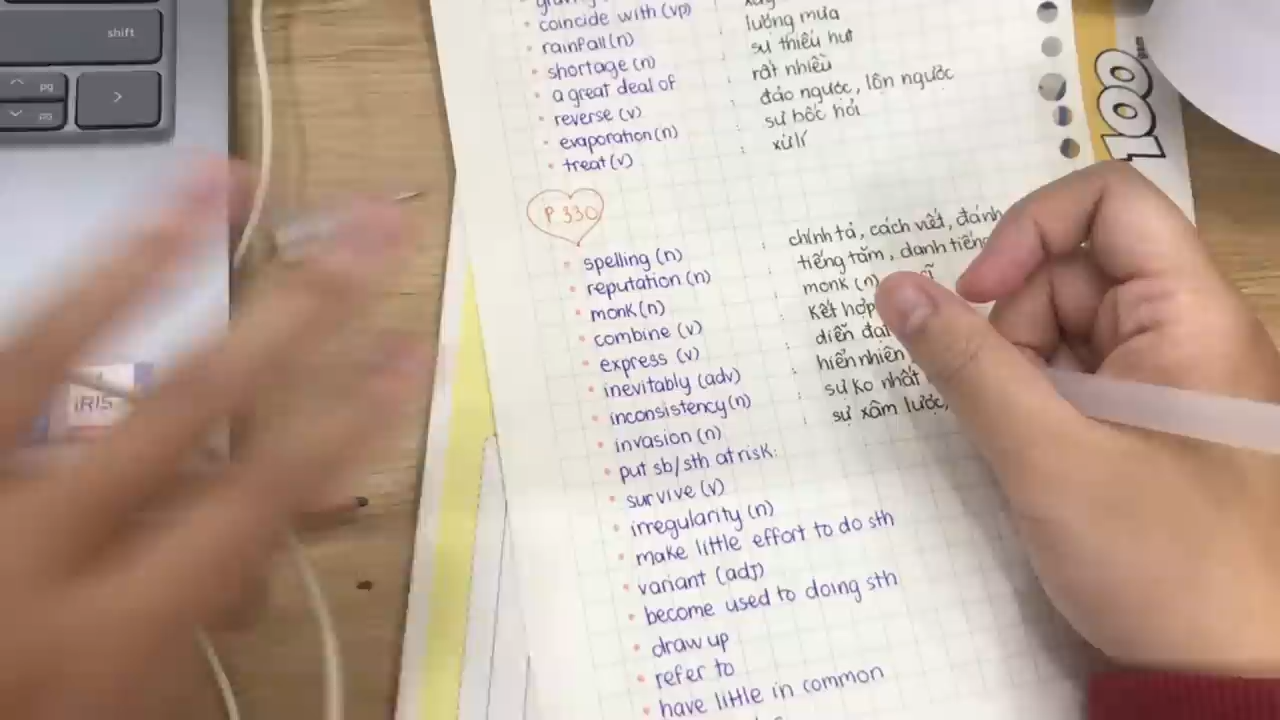 shift
pg
pg
iRIS
100
coincide with (vp)
rainfall (n) lượng mưa
shortage (n) : sự thiếu hụt
a great deal of : rất nhiều
reverse (v) : đảo ngược, lộn ngược
evaporation (n) : sự bốc hơi
treat (v) : xử lí
P 330
spelling (n) : chính tả, cách viết, đánh
reputation (n) : tiếng tăm, danh tiếng
monk (n) : monk (n)
combine (v) : kết hợp
express (v) : diễn đạt
inevitably (adv) : hiển nhiên
inconsistency (n) : sự ko nhất
invasion (n) : sự xâm lược,
put sb/sth at risk:
survive (v)
irregularity (n)
make little effort to do sth
variant (adj)
become used to doing sth
draw up
refer to
have little in common